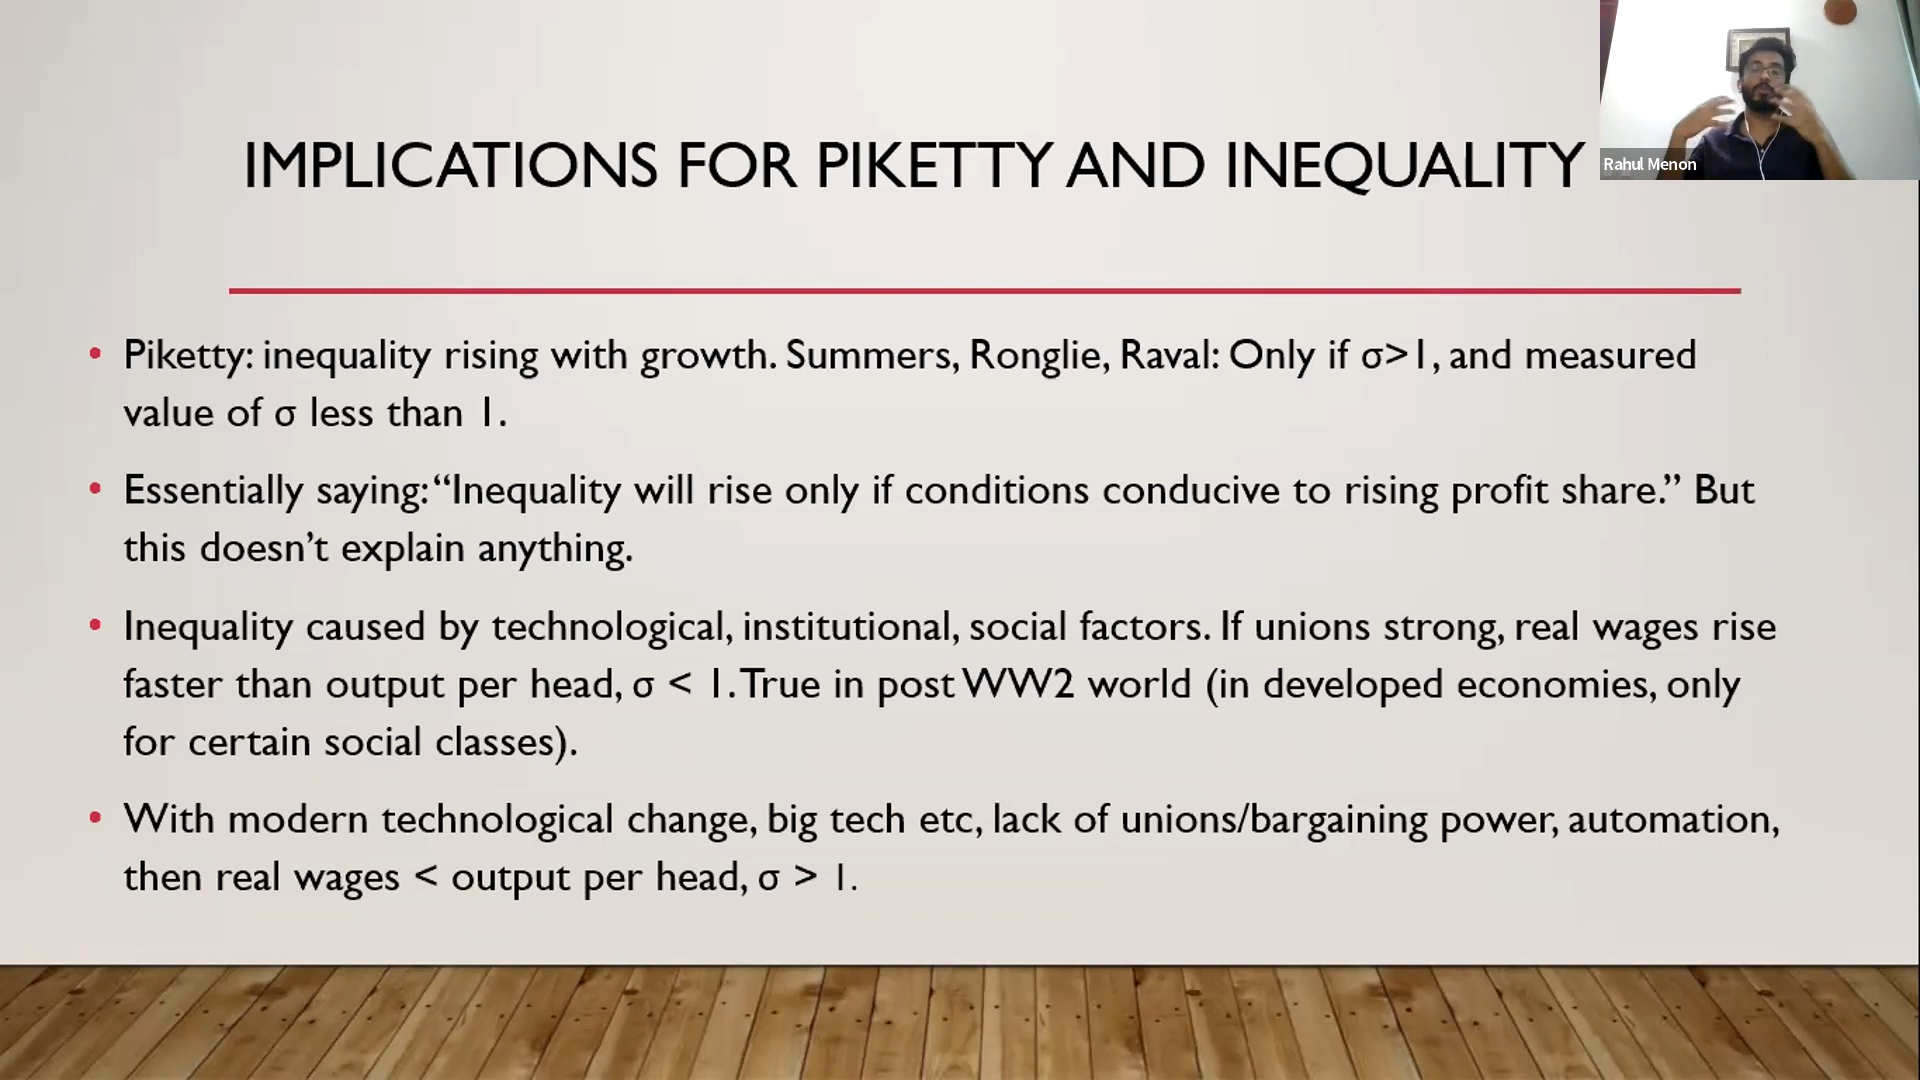 IMPLICATIONS FOR PIKETTY AND INEQUALITY
Rahul Menon
• Piketty: inequality rising with growth. Summers, Ronglie, Raval: Only if σ>1, and measured
value of σ less than 1.
• Essentially saying: “Inequality will rise only if conditions conducive to rising profit share.” But
this doesn’t explain anything.
• Inequality caused by technological, institutional, social factors. If unions strong, real wages rise
faster than output per head, σ < 1. True in post WW2 world (in developed economies, only
for certain social classes).
• With modern technological change, big tech etc, lack of unions/bargaining power, automation,
then real wages < output per head, σ > 1.